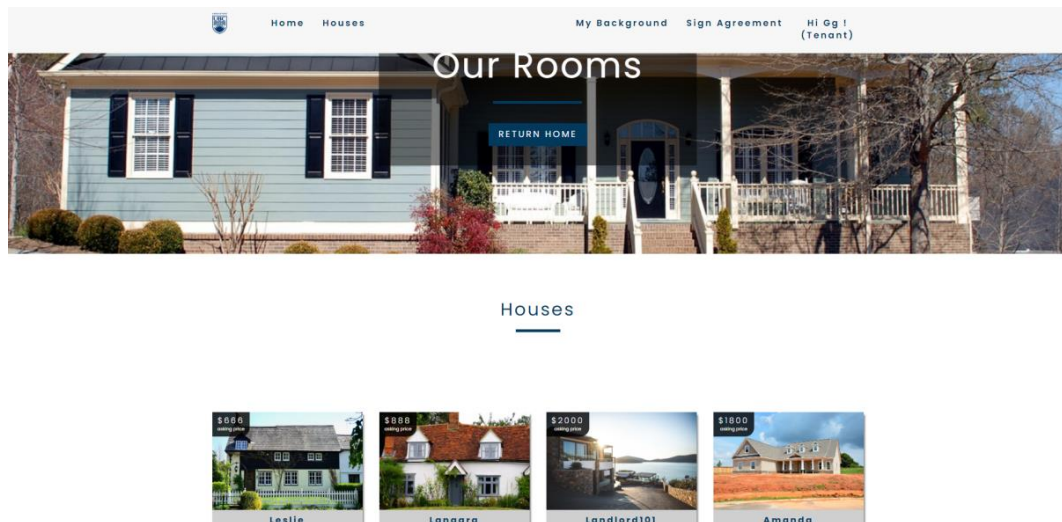 UBC
Home
Houses
My Background
Sign Agreement
Hi Gg !
(Tenant)
Our Rooms
RETURN HOME
Houses
$666
asking price
$888
asking price
$2000
asking price
$1800
asking price
Leslie
Langara
Landlord101
Amanda